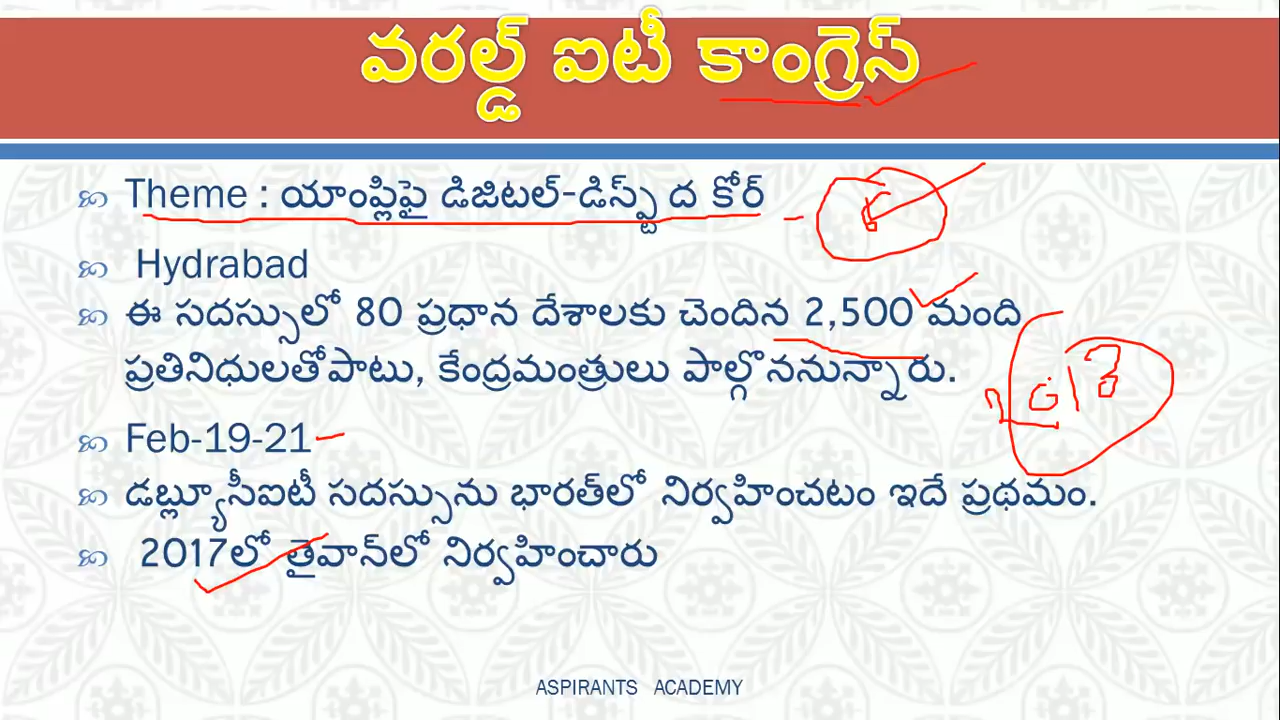 వరల్డ్ ఐటీ కాంగ్రెస్
Theme : యాంప్లిఫై డిజిటల్-డిస్ప్ట్ ద కోర్
Hydrabad
ఈ సదస్సులో 80 ప్రధాన దేశాలకు చెందిన 2,500 మంది
ప్రతినిధులతోపాటు, కేంద్రమంత్రులు పాల్గొననున్నారు.
2018
Feb-19-21
డబ్ల్యూసీఐటీ సదస్సును భారత్‌లో నిర్వహించటం ఇదే ప్రథమం.
2017లో తైవాన్‌లో నిర్వహించారు
ASPIRANTS ACADEMY